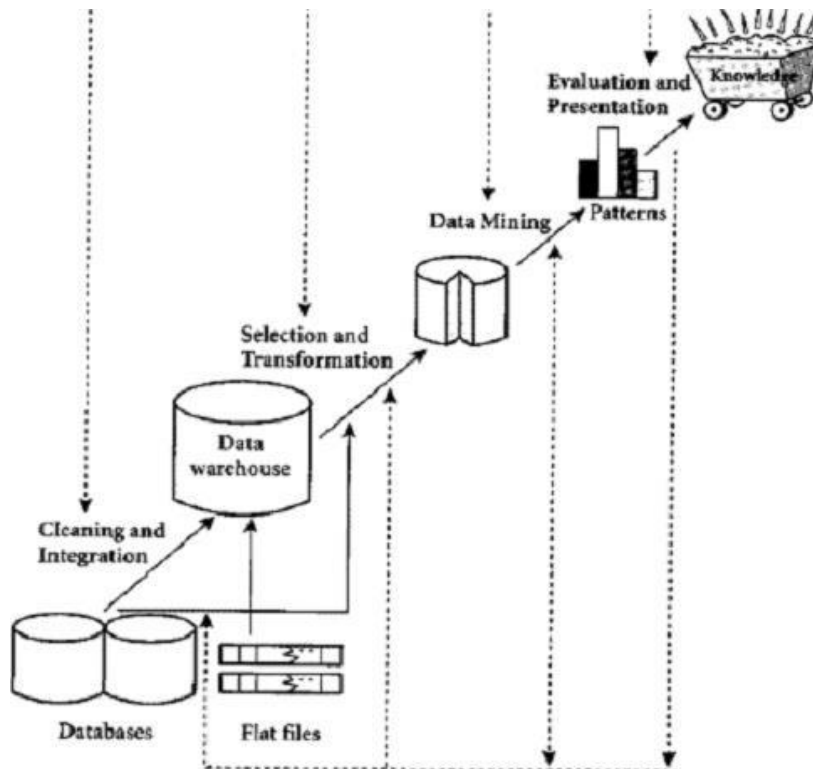 Knowledge
Evaluation and
Presentation
Patterns
Data Mining
Selection and
Transformation
Data
warehouse
Cleaning and
Integration
Databases
Flat files